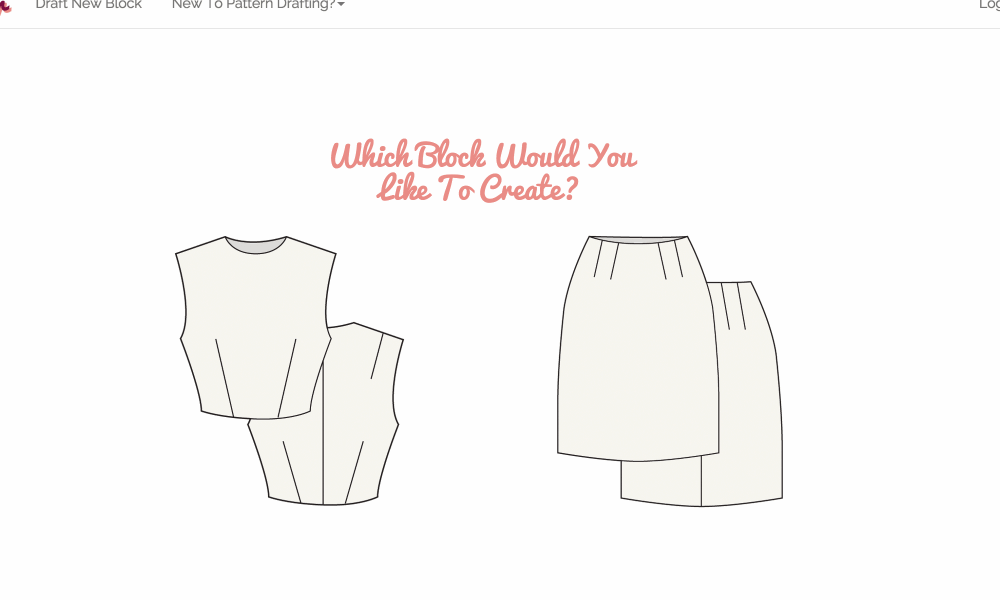 Draft New Block New To Pattern Drafting?
Which Block Would You
Like To Create?